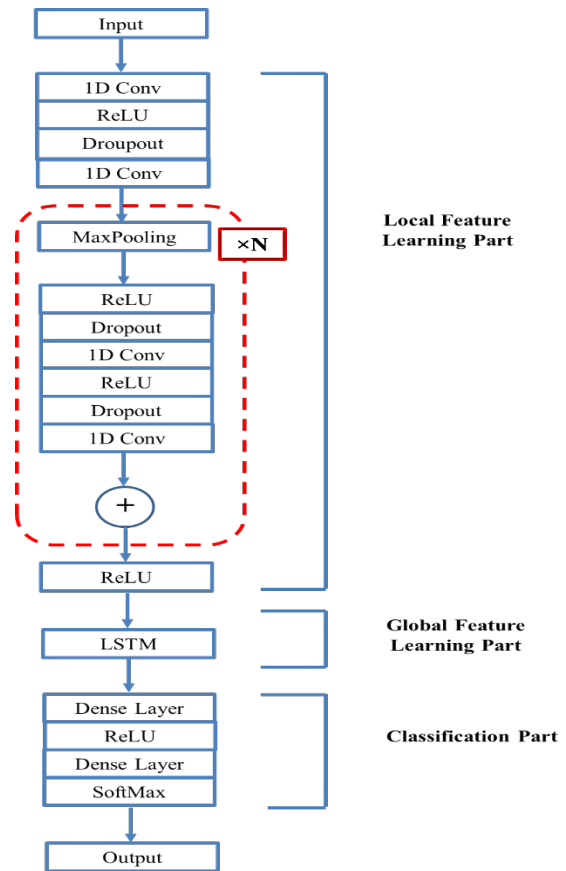 Input
1D Conv
ReLU
Droupout
1D Conv
MaxPooling
×N
ReLU
Dropout
1D Conv
ReLU
Dropout
1D Conv
+
ReLU
Local Feature
Learning Part
LSTM
Global Feature
Learning Part
Dense Layer
ReLU
Dense Layer
SoftMax
Classification Part
Output